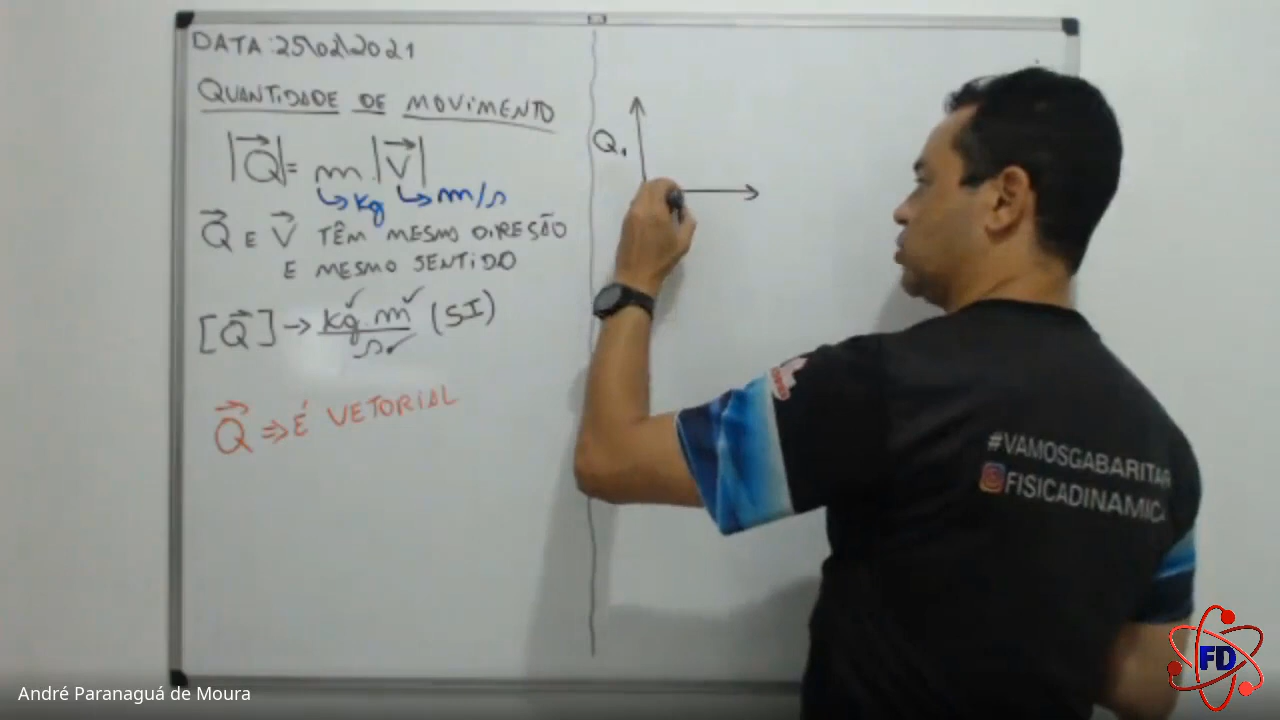 DATA: 25\02\2021
QUANTIDADE DE MOVIMENTO
|Q⃗| = m |V⃗|
↳ kg ↳ m/s
Q⃗ E V⃗ TÊM MESMO DIRESÃO
E MESMO SENTIDO
[Q⃗] → kg.m/s (SI)
Q⃗ ⇒ É VETORIAL
Q₁
#VAMOSGABARITAR
FISICADINAMICA
FD
André Paranaguá de Moura